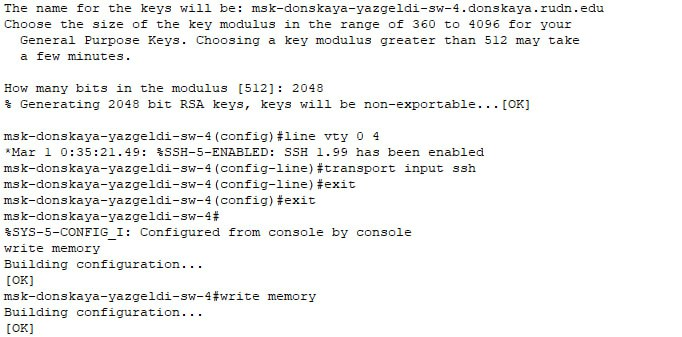 The name for the keys will be: msk-donskaya-yazgeldi-sw-4.donskaya.rudn.edu
Choose the size of the key modulus in the range of 360 to 4096 for your
  General Purpose Keys. Choosing a key modulus greater than 512 may take
  a few minutes.

How many bits in the modulus [512]: 2048
% Generating 2048 bit RSA keys, keys will be non-exportable...[OK]

msk-donskaya-yazgeldi-sw-4(config)#line vty 0 4
*Mar 1 0:35:21.49: %SSH-5-ENABLED: SSH 1.99 has been enabled
msk-donskaya-yazgeldi-sw-4(config-line)#transport input ssh
msk-donskaya-yazgeldi-sw-4(config-line)#exit
msk-donskaya-yazgeldi-sw-4(config)#exit
msk-donskaya-yazgeldi-sw-4#
%SYS-5-CONFIG_I: Configured from console by console
write memory
Building configuration...
[OK]
msk-donskaya-yazgeldi-sw-4#write memory
Building configuration...
[OK]